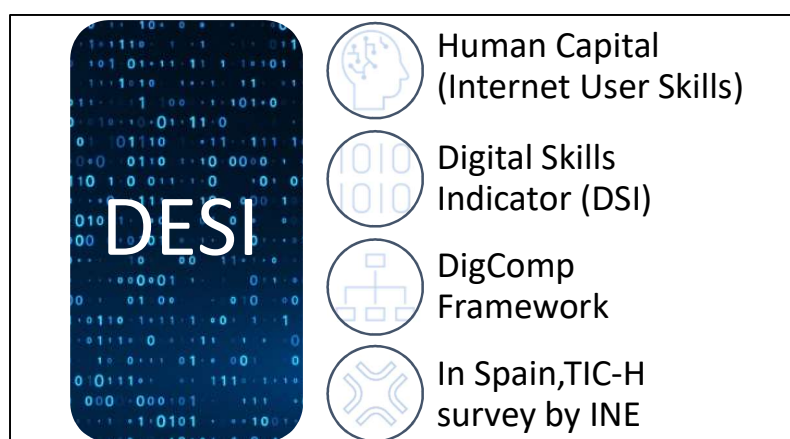 DESI
Human Capital
(Internet User Skills)
Digital Skills
Indicator (DSI)
DigComp
Framework
In Spain,TIC-H
survey by INE